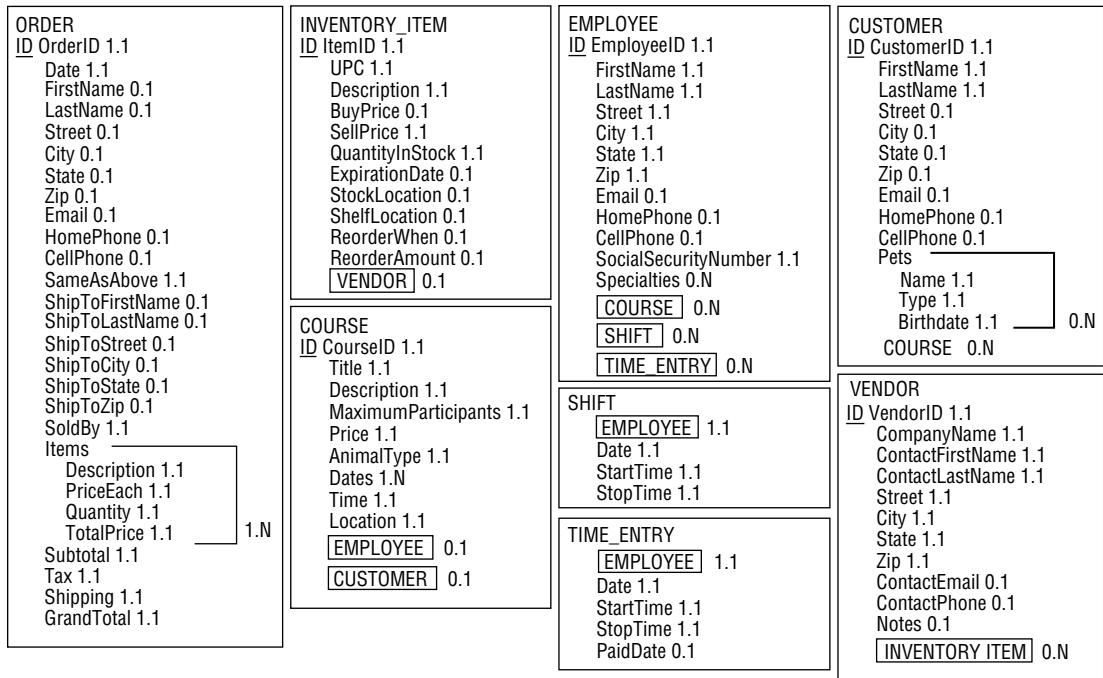 ORDER
ID OrderID 1.1
Date 1.1
FirstName 0.1
LastName 0.1
Street 0.1
City 0.1
State 0.1
Zip 0.1
Email 0.1
HomePhone 0.1
CellPhone 0.1
SameAsAbove 1.1
ShipToFirstName 0.1
ShipToLastName 0.1
ShipToStreet 0.1
ShipToCity 0.1
ShipToState 0.1
ShipToZip 0.1
SoldBy 1.1
Items
Description 1.1
PriceEach 1.1
Quantity 1.1
TotalPrice 1.1 1.N
Subtotal 1.1
Tax 1.1
Shipping 1.1
GrandTotal 1.1
INVENTORY_ITEM
ID ItemID 1.1
UPC 1.1
Description 1.1
BuyPrice 0.1
SellPrice 1.1
QuantityInStock 1.1
ExpirationDate 0.1
StockLocation 0.1
ShelfLocation 0.1
ReorderWhen 0.1
ReorderAmount 0.1
VENDOR 0.1
COURSE
ID CourseID 1.1
Title 1.1
Description 1.1
MaximumParticipants 1.1
Price 1.1
AnimalType 1.1
Dates 1.N
Time 1.1
Location 1.1
EMPLOYEE 0.1
CUSTOMER 0.1
EMPLOYEE
ID EmployeeID 1.1
FirstName 1.1
LastName 1.1
Street 1.1
City 1.1
State 1.1
Zip 1.1
Email 0.1
HomePhone 0.1
CellPhone 0.1
SocialSecurityNumber 1.1
Specialties 0.N
COURSE 0.N
SHIFT 0.N
TIME_ENTRY 0.N
SHIFT
EMPLOYEE 1.1
Date 1.1
StartTime 1.1
StopTime 1.1
TIME_ENTRY
EMPLOYEE 1.1
Date 1.1
StartTime 1.1
StopTime 1.1
PaidDate 0.1
CUSTOMER
ID CustomerID 1.1
FirstName 1.1
LastName 1.1
Street 0.1
City 0.1
State 0.1
Zip 0.1
Email 0.1
HomePhone 0.1
CellPhone 0.1
Pets
Name 1.1
Type 1.1
Birthdate 1.1 0.N
COURSE 0.N
VENDOR
ID VendorID 1.1
CompanyName 1.1
ContactFirstName 1.1
ContactLastName 1.1
Street 1.1
City 1.1
State 1.1
Zip 1.1
ContactEmail 0.1
ContactPhone 0.1
Notes 0.1
INVENTORY ITEM 0.N